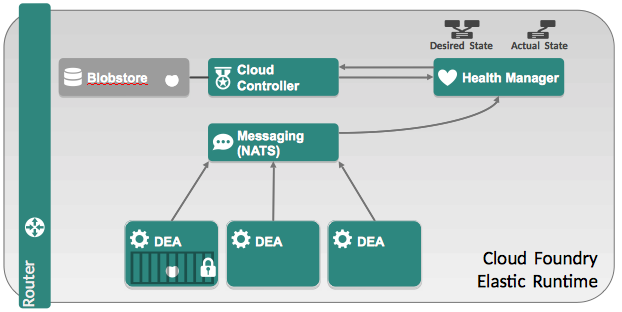 Desired State
Actual State
Blobstore
Cloud
Controller
Health Manager
Messaging
(NATS)
DEA
DEA
DEA
Router
Cloud Foundry
Elastic Runtime